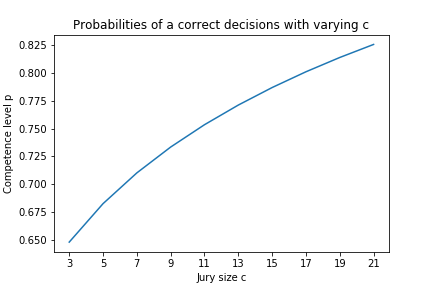 Probabilities of a correct decisions with varying c
0.825
0.800
0.775
0.750
0.725
0.700
0.675
0.650
Competence level p
3 5 7 9 11 13 15 17 19 21
Jury size c